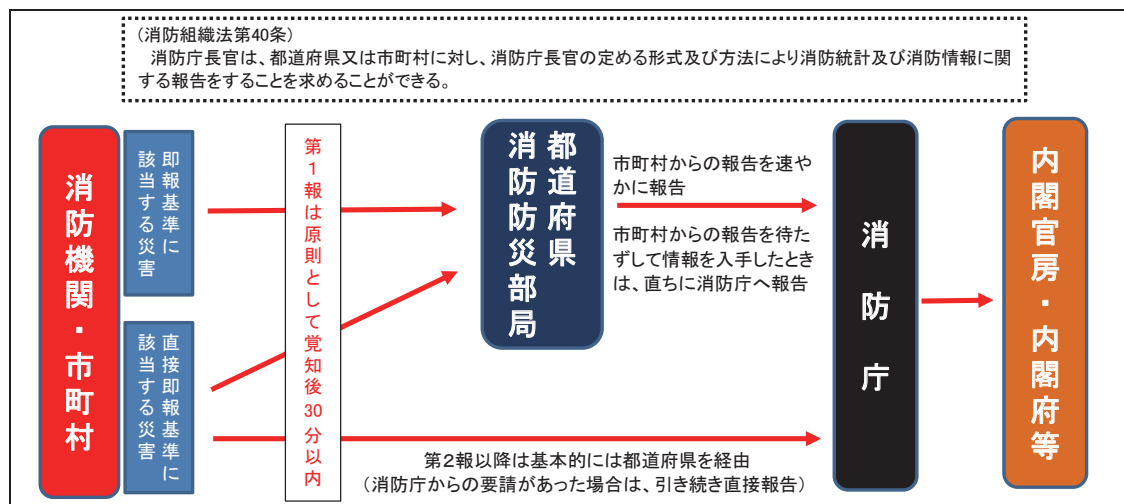 (消防組織法第40条)
消防庁長官は、都道府県又は市町村に対し、消防庁長官の定める形式及び方法により消防統計及び消防情報に関
する報告をすることを求めることができる。
消防機関・市町村
即報基準に
該当する災害
直接即報基準に
該当する災害
第1報は原則として覚知後30分以内
都道府県
消防防災部局
市町村からの報告を速や
かに報告
市町村からの報告を待た
ずして情報を入手したとき
は、直ちに消防庁へ報告
消防庁
内閣官房・内閣府等
第2報以降は基本的には都道府県を経由
(消防庁からの要請があった場合は、引き続き直接報告)